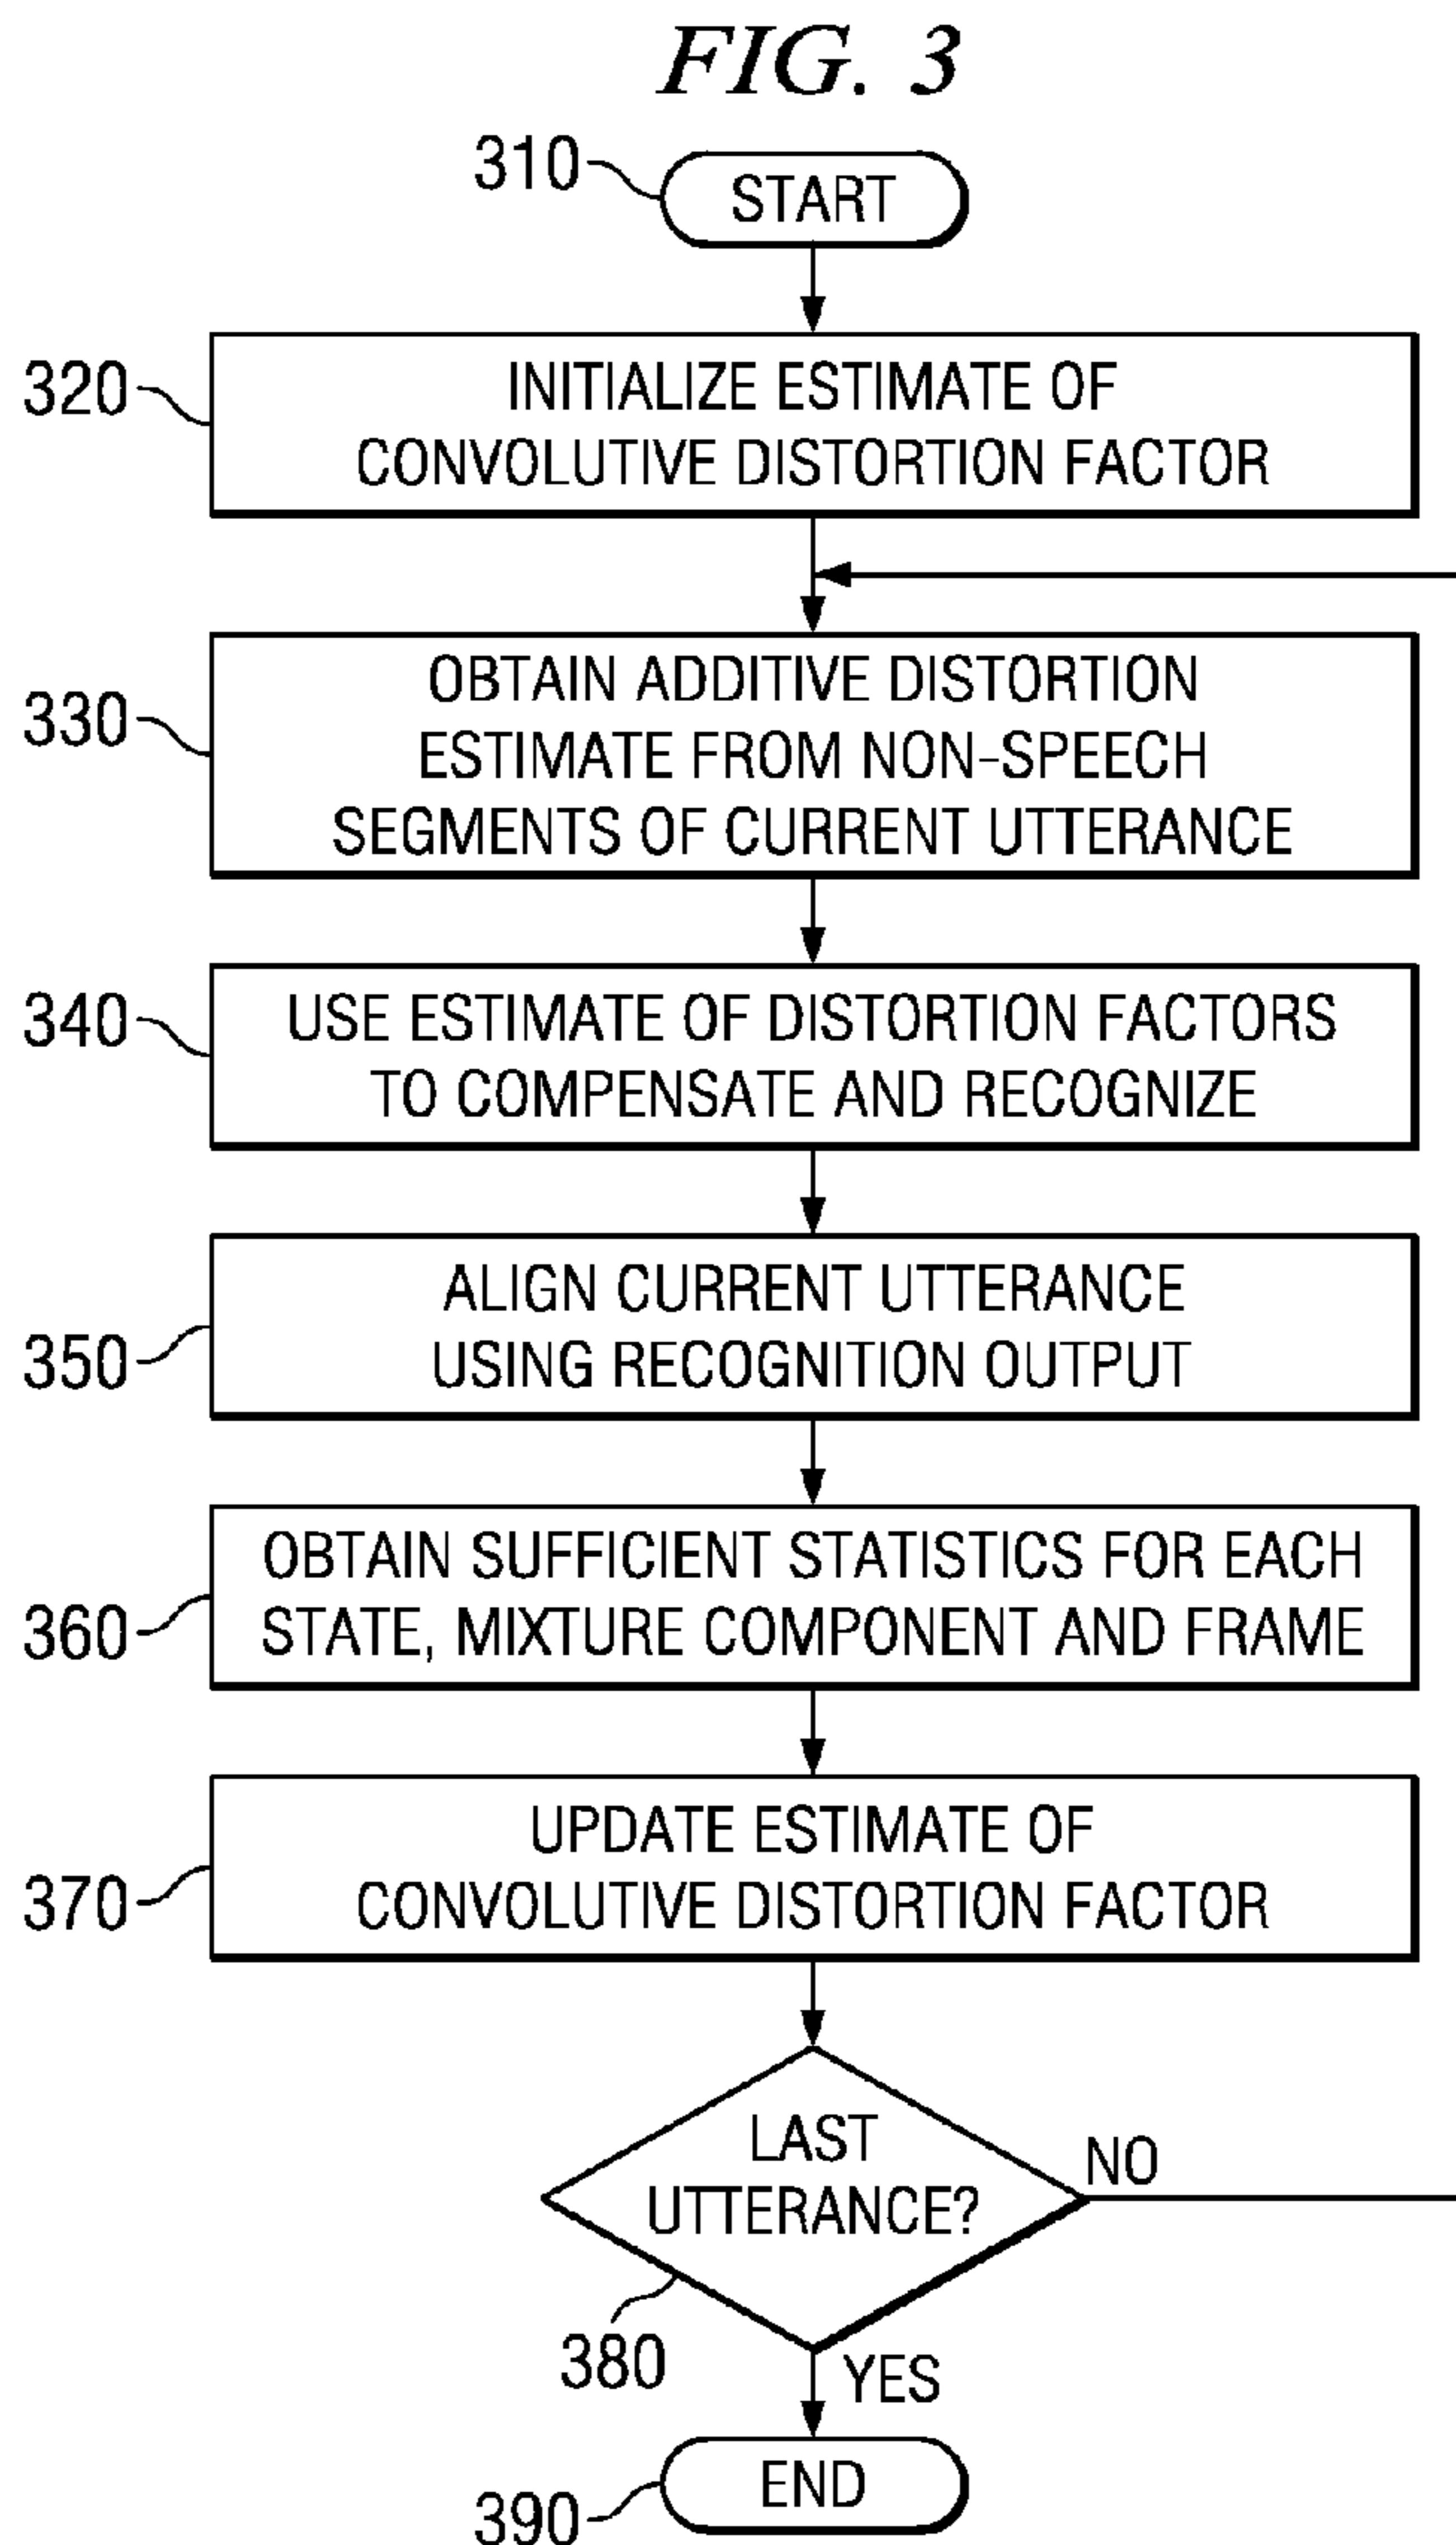 FIG. 3
310
START
320
INITIALIZE ESTIMATE OF
CONVOLUTIVE DISTORTION FACTOR
330
OBTAIN ADDITIVE DISTORTION
ESTIMATE FROM NON-SPEECH
SEGMENTS OF CURRENT UTTERANCE
340
USE ESTIMATE OF DISTORTION FACTORS
TO COMPENSATE AND RECOGNIZE
350
ALIGN CURRENT UTTERANCE
USING RECOGNITION OUTPUT
360
OBTAIN SUFFICIENT STATISTICS FOR EACH
STATE, MIXTURE COMPONENT AND FRAME
370
UPDATE ESTIMATE OF
CONVOLUTIVE DISTORTION FACTOR
LAST
UTTERANCE?
NO
380
YES
END
390